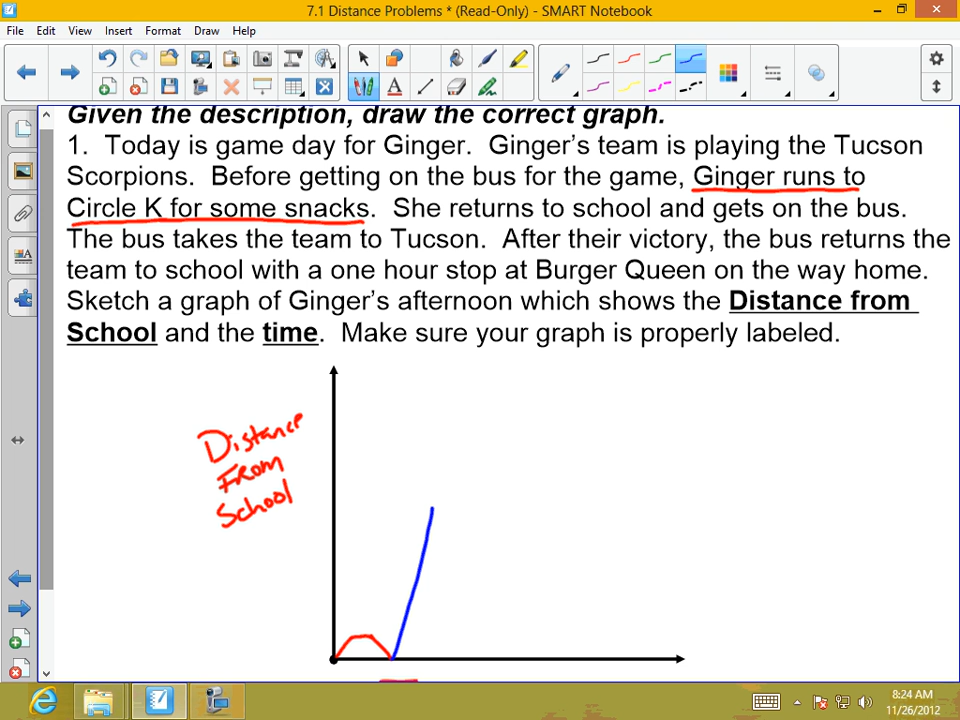 7.1 Distance Problems * (Read-Only) - SMART Notebook
File Edit View Insert Format Draw Help
Given the description, draw the correct graph.
1. Today is game day for Ginger. Ginger's team is playing the Tucson
Scorpions. Before getting on the bus for the game, Ginger runs to
Circle K for some snacks. She returns to school and gets on the bus.
The bus takes the team to Tucson. After their victory, the bus returns the
team to school with a one hour stop at Burger Queen on the way home.
Sketch a graph of Ginger's afternoon which shows the Distance from
School and the time. Make sure your graph is properly labeled.
Distance
From
School
8:24 AM
11/26/2012